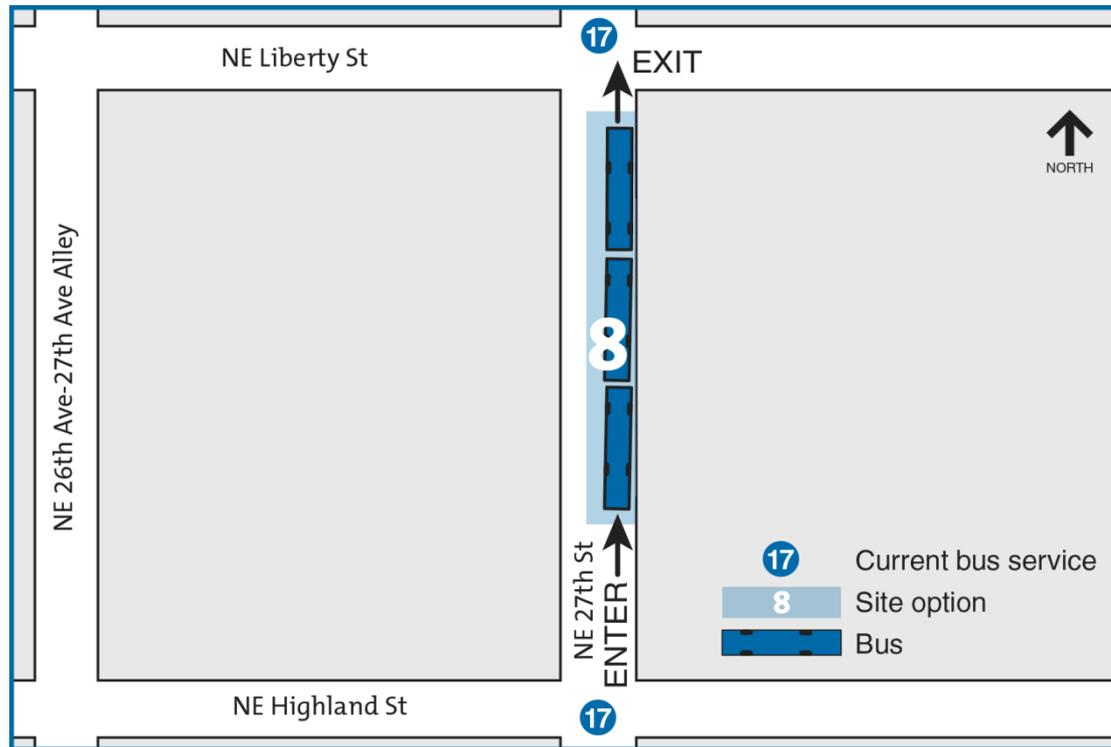 17
NE Liberty St
EXIT
NORTH
NE 26th Ave-27th Ave Alley
8
NE 27th St
ENTER
17 Current bus service
8 Site option
Bus
NE Highland St
17